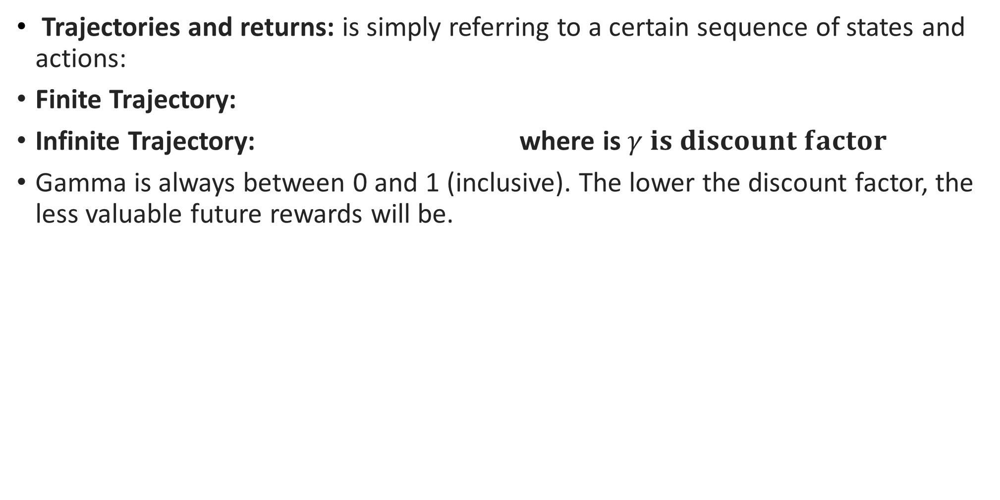 • Trajectories and returns: is simply referring to a certain sequence of states and
actions:
• Finite Trajectory:
• Infinite Trajectory: where is γ is discount factor
• Gamma is always between 0 and 1 (inclusive). The lower the discount factor, the
less valuable future rewards will be.